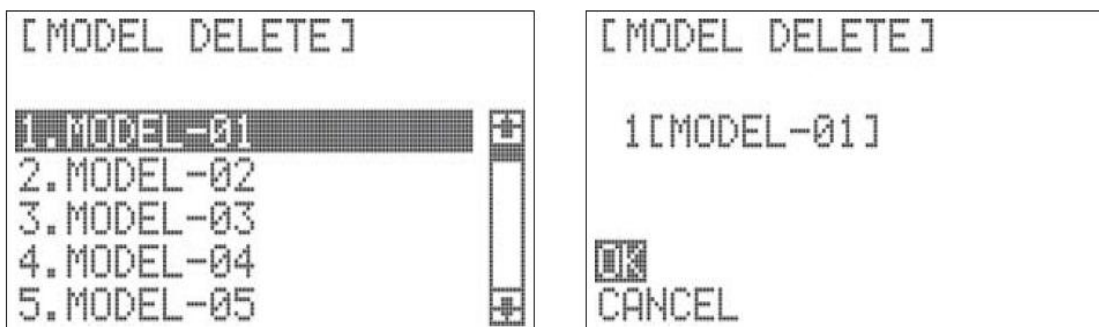 [MODEL DELETE]
1.MODEL-01
2.MODEL-02
3.MODEL-03
4.MODEL-04
5.MODEL-05
[MODEL DELETE]
1[MODEL-01]
OK
CANCEL